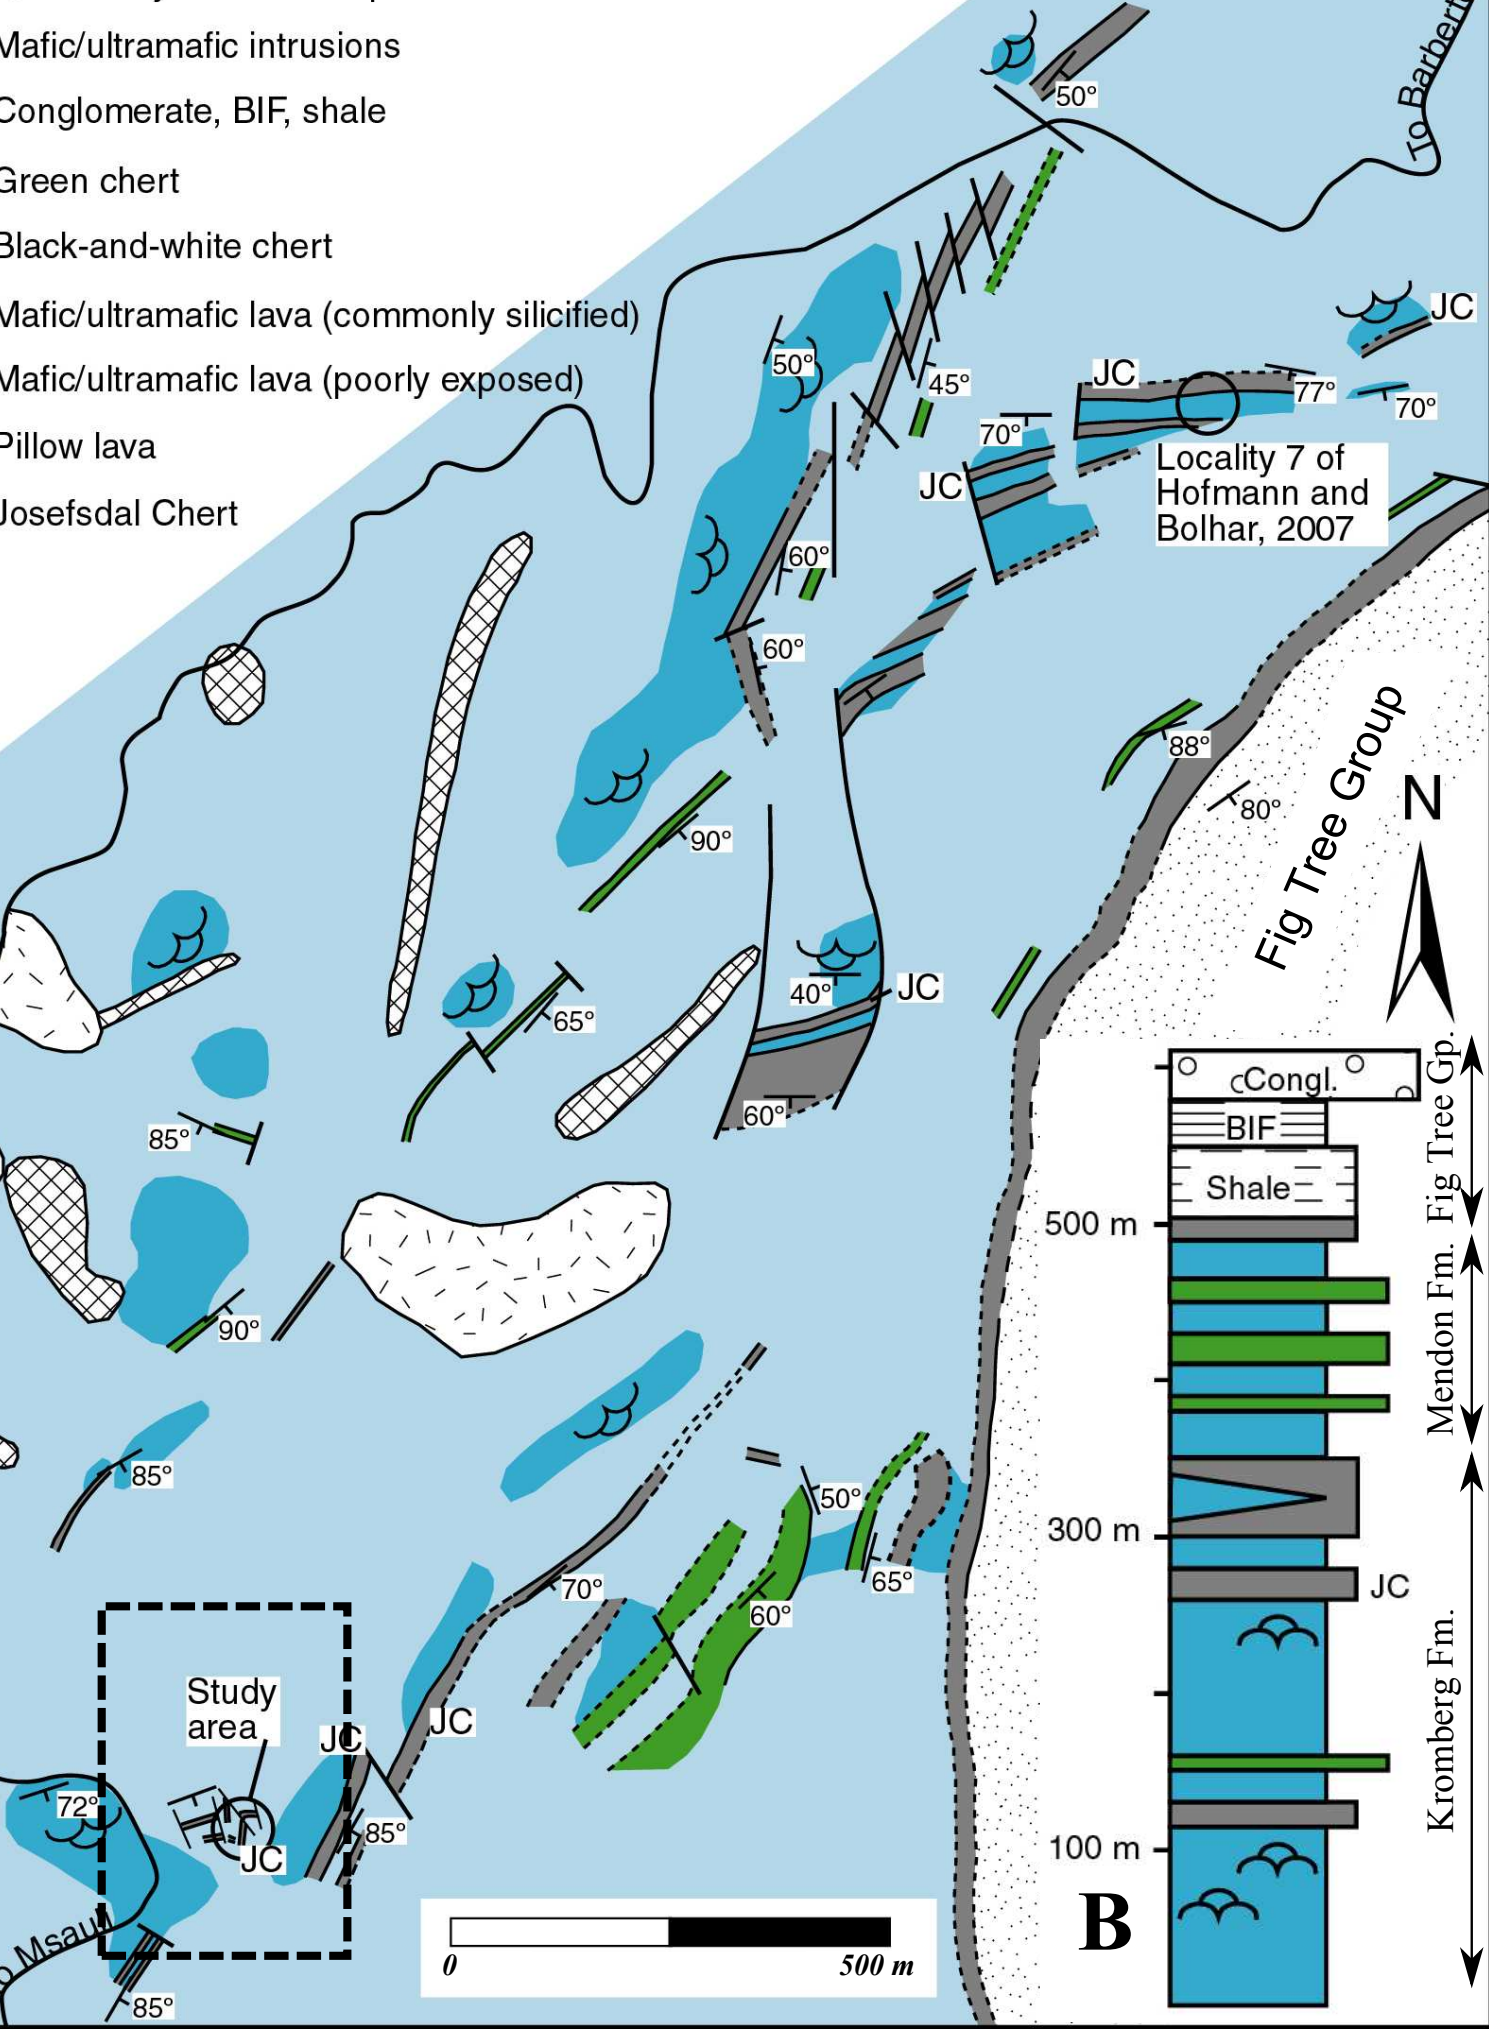 Mafic/ultramafic intrusions
Conglomerate, BIF, shale
Green chert
Black-and-white chert
Mafic/ultramafic lava (commonly silicified)
Mafic/ultramafic lava (poorly exposed)
Pillow lava
Josefsdal Chert
50°
To Barbert
50°
45°
JC
77°
JC
70°
70°
JC
Locality 7 of
Hofmann and
Bolhar, 2007
60°
60°
88°
80°
Fig Tree Group
N
90°
40°
JC
65°
60°
85°
90°
85°
50°
65°
70°
60°
Study
area
JC
JC
JC
72°
85°
o Msauli
85°
0
500 m
B
Congl.
BIF
Shale
500 m
300 m
JC
100 m
Fig Tree Gp.
Mendon Fm.
Kromberg Fm.